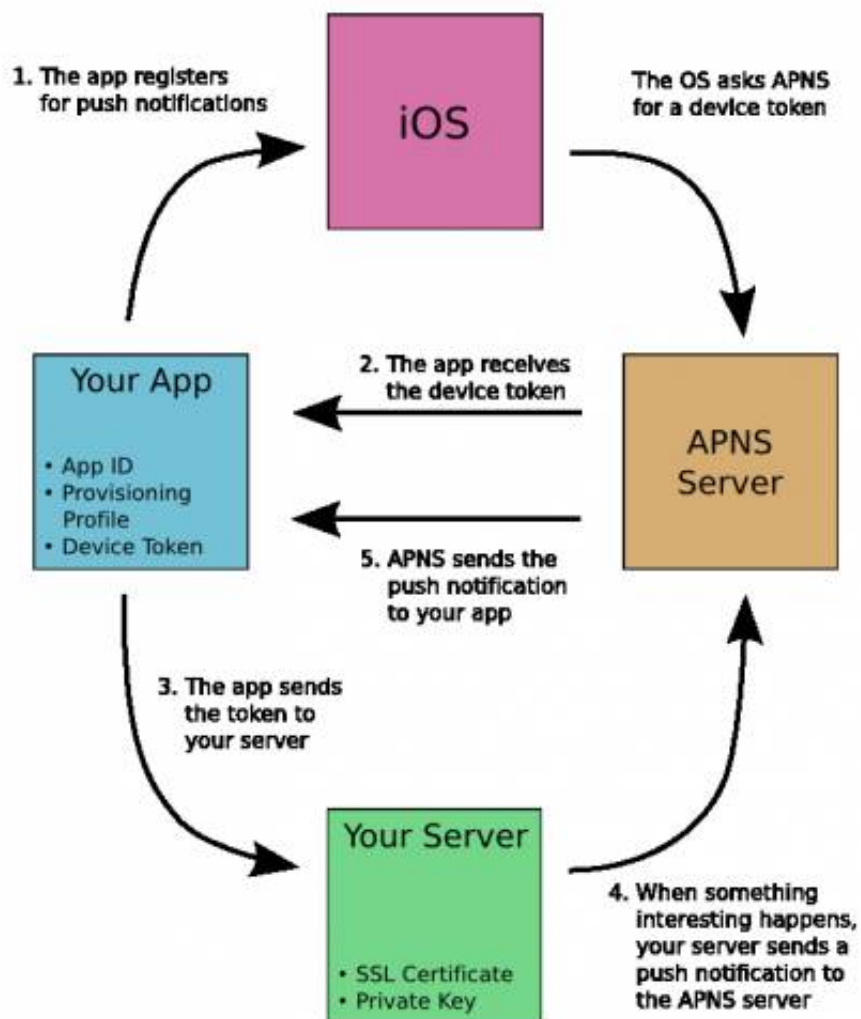 1. The app registers
for push notifications
iOS
The OS asks APNS
for a device token
Your App
• App ID
• Provisioning
Profile
• Device Token
2. The app receives
the device token
APNS
Server
5. APNS sends the
push notification
to your app
3. The app sends
the token to
your server
Your Server
• SSL Certificate
• Private Key
4. When something
interesting happens,
your server sends a
push notification to
the APNS server